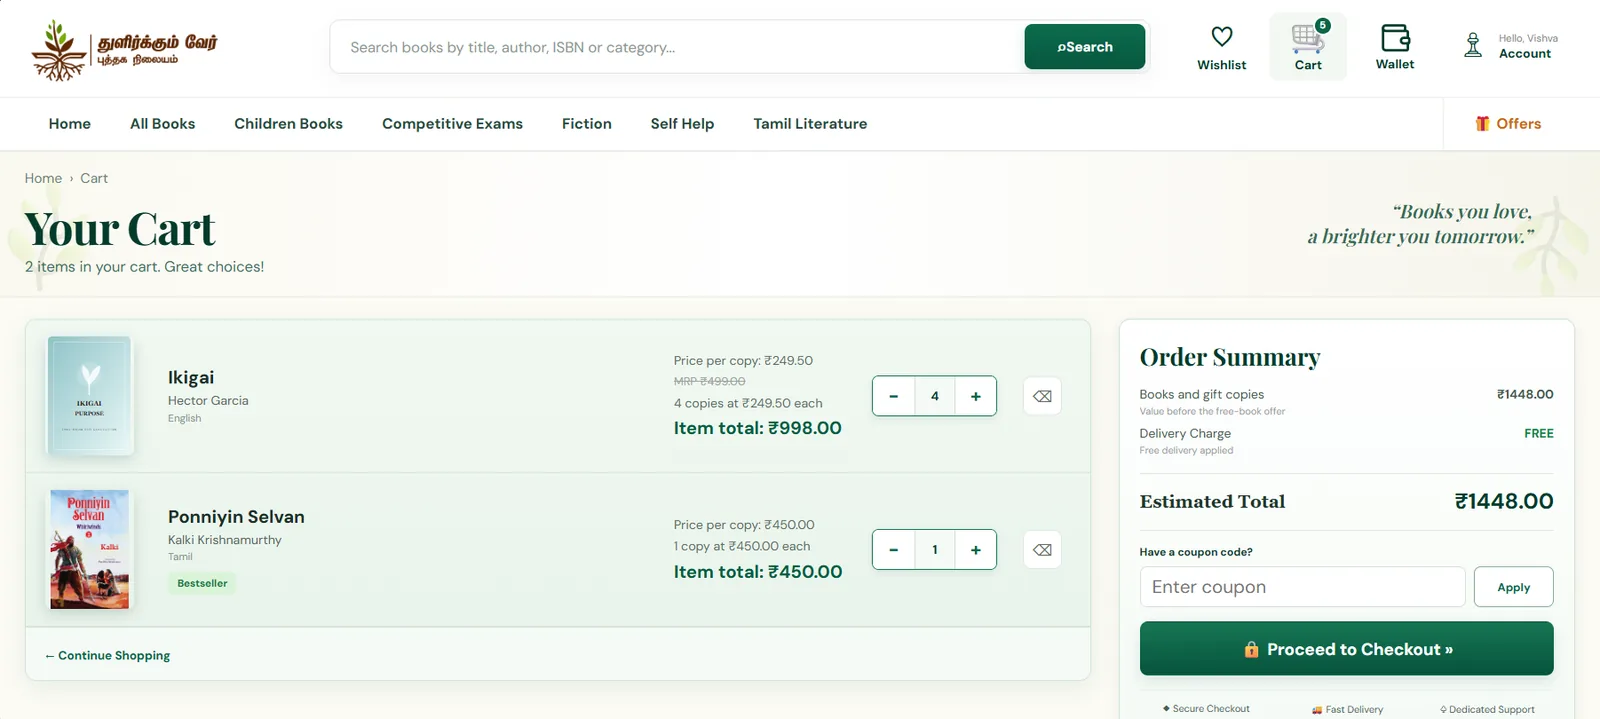 துளிர்க்கும் வேர்
புத்தக நிலையம்
Search books by title, author, ISBN or category...
Search
Wishlist
5
Cart
Wallet
Hello, Vishva
Account
Home
All Books
Children Books
Competitive Exams
Fiction
Self Help
Tamil Literature
Offers
Home › Cart
Your Cart
2 items in your cart. Great choices!
“Books you love,
a brighter you tomorrow.”
IKIGAI
PURPOSE
Ikigai
Hector Garcia
English
Price per copy: ₹249.50
MRP ₹499.00
4 copies at ₹249.50 each
Item total: ₹998.00
− 4 +
Ponniyin
Selvan
Kalki
Ponniyin Selvan
Kalki Krishnamurthy
Tamil
Bestseller
Price per copy: ₹450.00
1 copy at ₹450.00 each
Item total: ₹450.00
− 1 +
← Continue Shopping
Order Summary
Books and gift copies ₹1448.00
Value before the free-book offer
Delivery Charge FREE
Free delivery applied
Estimated Total ₹1448.00
Have a coupon code?
Enter coupon
Apply
Proceed to Checkout »
Secure Checkout
Fast Delivery
Dedicated Support